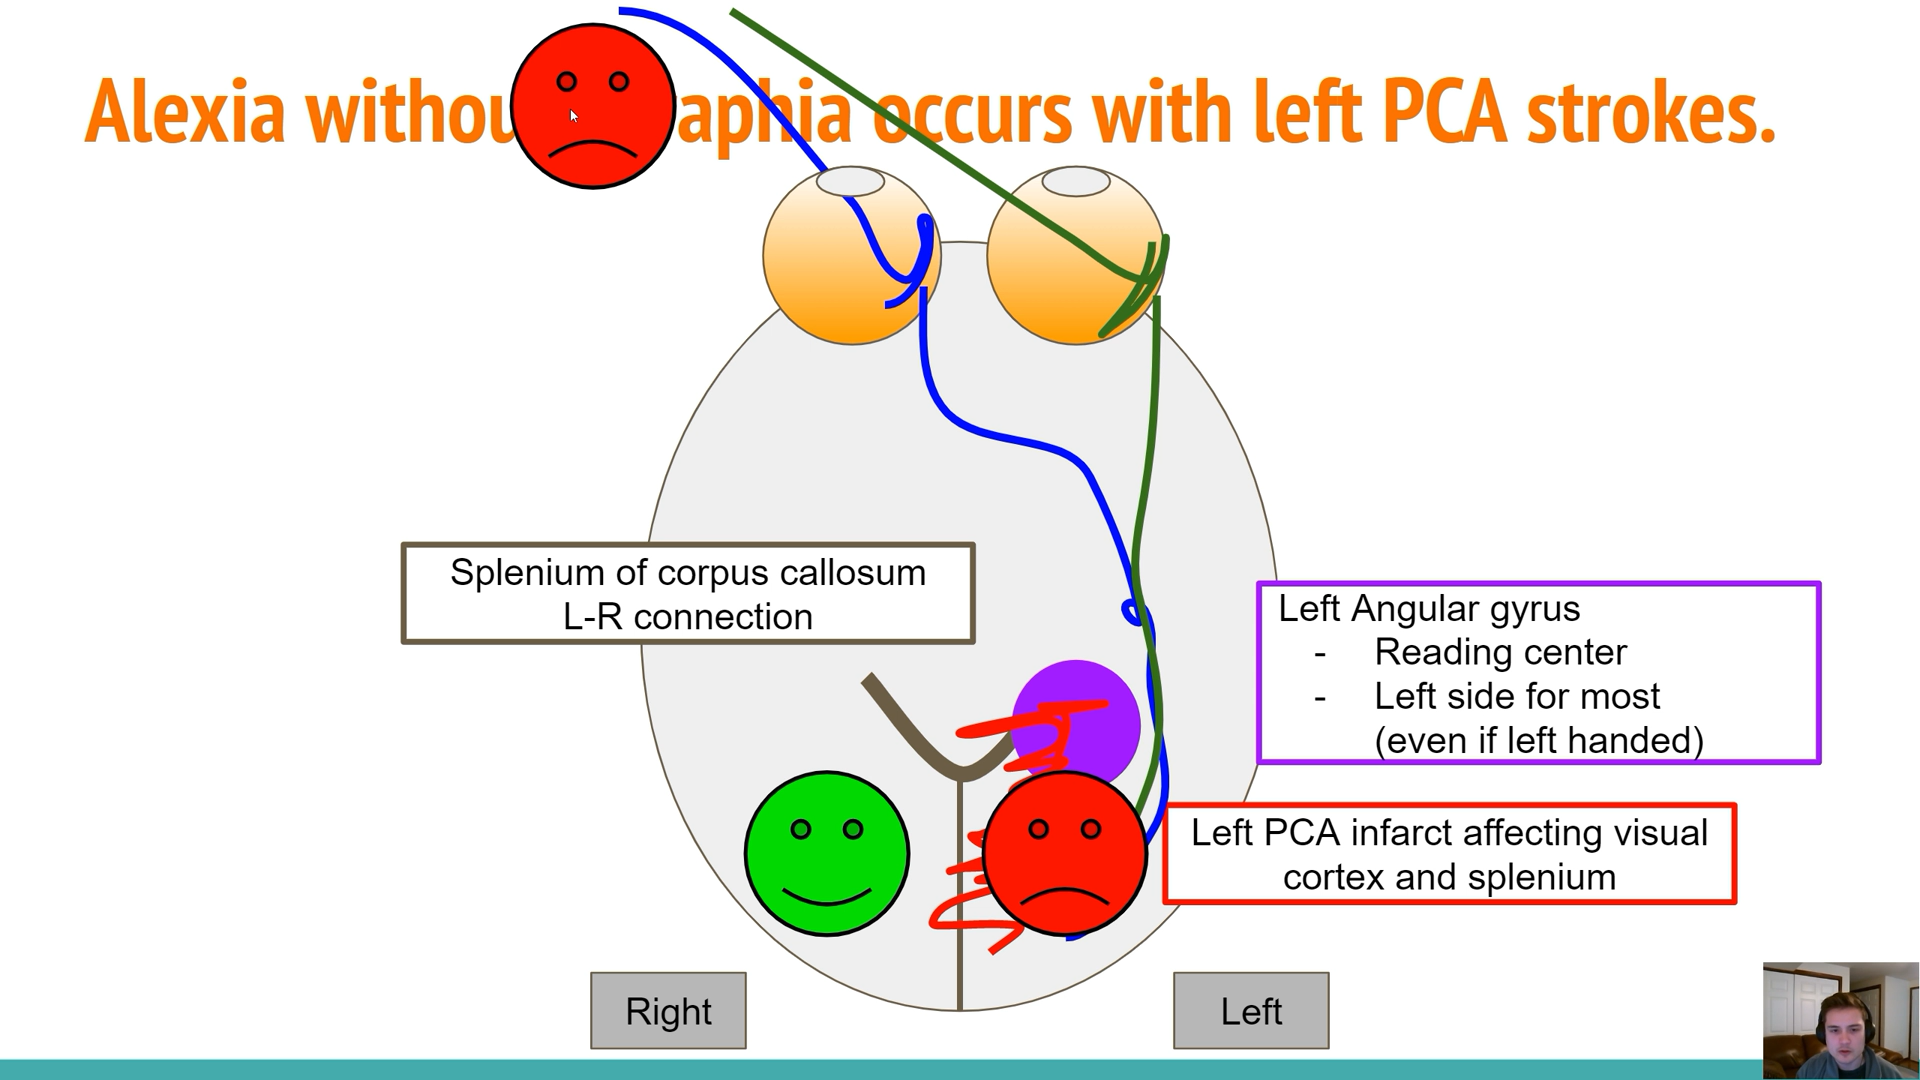 Alexia withou aphia occurs with left PCA strokes.
Splenium of corpus callosum
L-R connection
Left Angular gyrus
- Reading center
- Left side for most
(even if left handed)
Left PCA infarct affecting visual
cortex and splenium
Right
Left